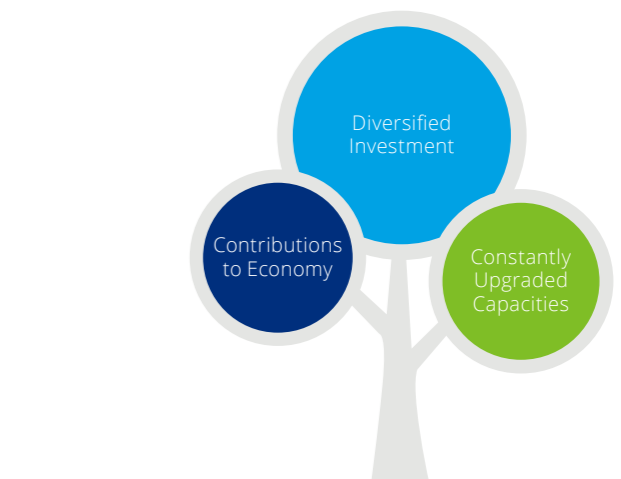 Diversified
Investment
Contributions
to Economy
Constantly
Upgraded
Capacities